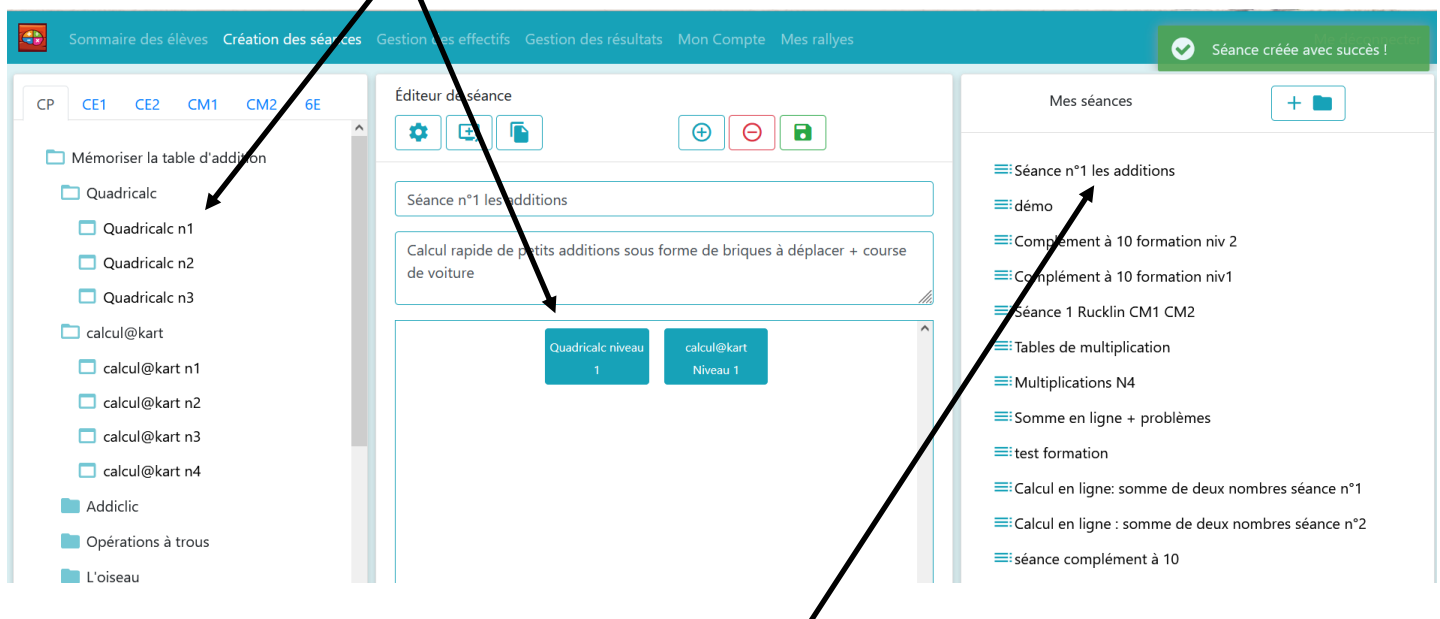 Sommaire des élèves Création des séances Gestion des effectifs Gestion des résultats Mon Compte Mes rallyes
Séance créée avec succès !
CP CE1 CE2 CM1 CM2 6E
Mémoriser la table d'addition
Quadricalc
Quadricalc n1
Quadricalc n2
Quadricalc n3
calcul@kart
calcul@kart n1
calcul@kart n2
calcul@kart n3
calcul@kart n4
Addiclic
Opérations à trous
L'oiseau
Éditeur de séance
Séance n°1 les additions
Calcul rapide de petits additions sous forme de briques à déplacer + course
de voiture
Quadricalc niveau
1
calcul@kart
Niveau 1
Mes séances
Séance n°1 les additions
démo
Complément à 10 formation niv 2
Complément à 10 formation niv1
Séance 1 Rucklin CM1 CM2
Tables de multiplication
Multiplications N4
Somme en ligne + problèmes
test formation
Calcul en ligne: somme de deux nombres séance n°1
Calcul en ligne : somme de deux nombres séance n°2
séance complément à 10